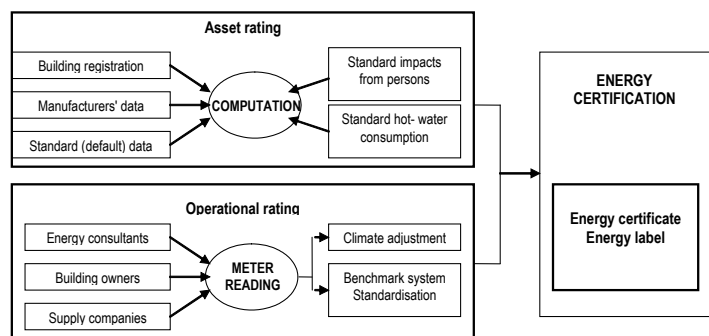 Asset rating
Building registration
Manufacturers' data
Standard (default) data
COMPUTATION
Standard impacts
from persons
Standard hot- water
consumption
Operational rating
Energy consultants
Building owners
Supply companies
METER
READING
Climate adjustment
Benchmark system
Standardisation
ENERGY
CERTIFICATION
Energy certificate
Energy label